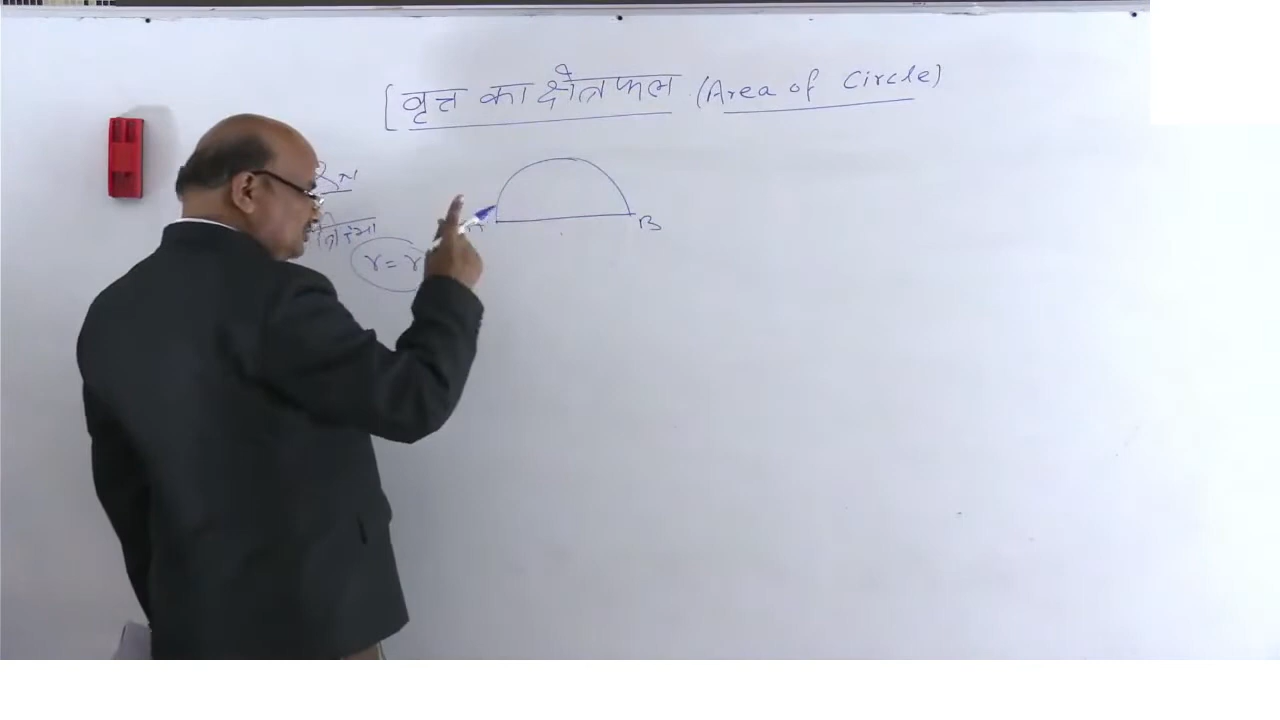 [वृत्त का क्षेत्रफल (Area of Circle)
B
r = r